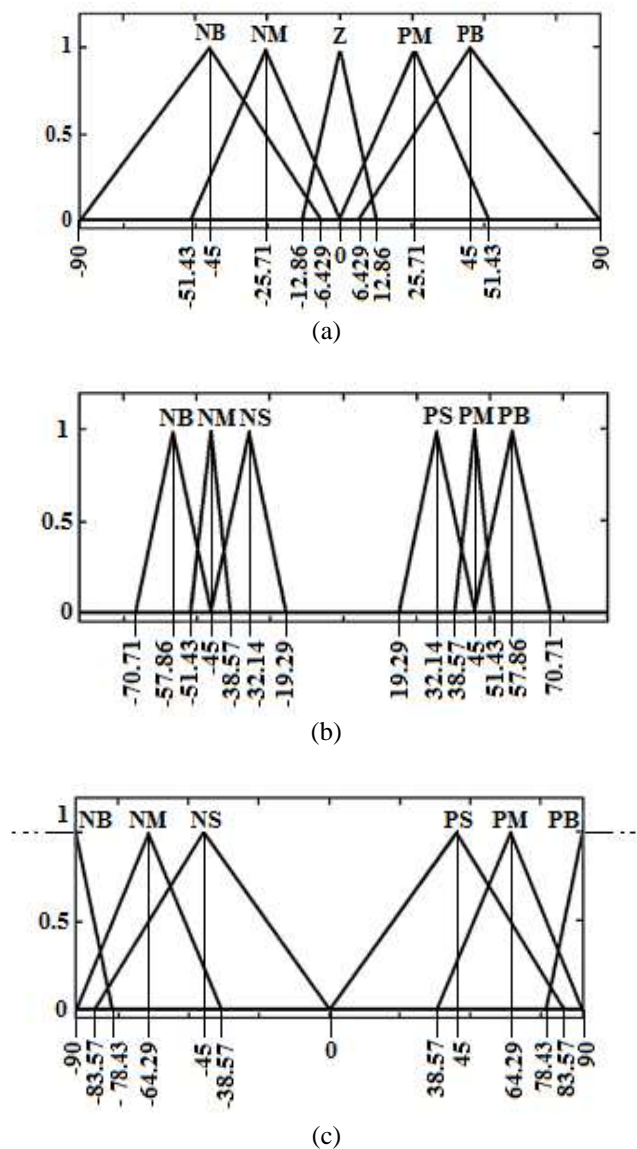 NB NM Z PM PB
1
0.5
0
-90 -51.43 -45 -25.71 -12.86 -6.429 0 6.429 12.86 25.71 45 51.43 90
(a)
NB NM NS PS PM PB
1
0.5
0
-70.71 -57.86 -51.43 -45 -38.57 -32.14 -19.29 19.29 32.14 38.57 45 51.43 57.86 70.71
(b)
1 NB NM NS PS PM PB
0.5
0
-90 -83.57 -78.43 -64.29 -45 -38.57 0 38.57 45 64.29 78.43 83.57 90
(c)